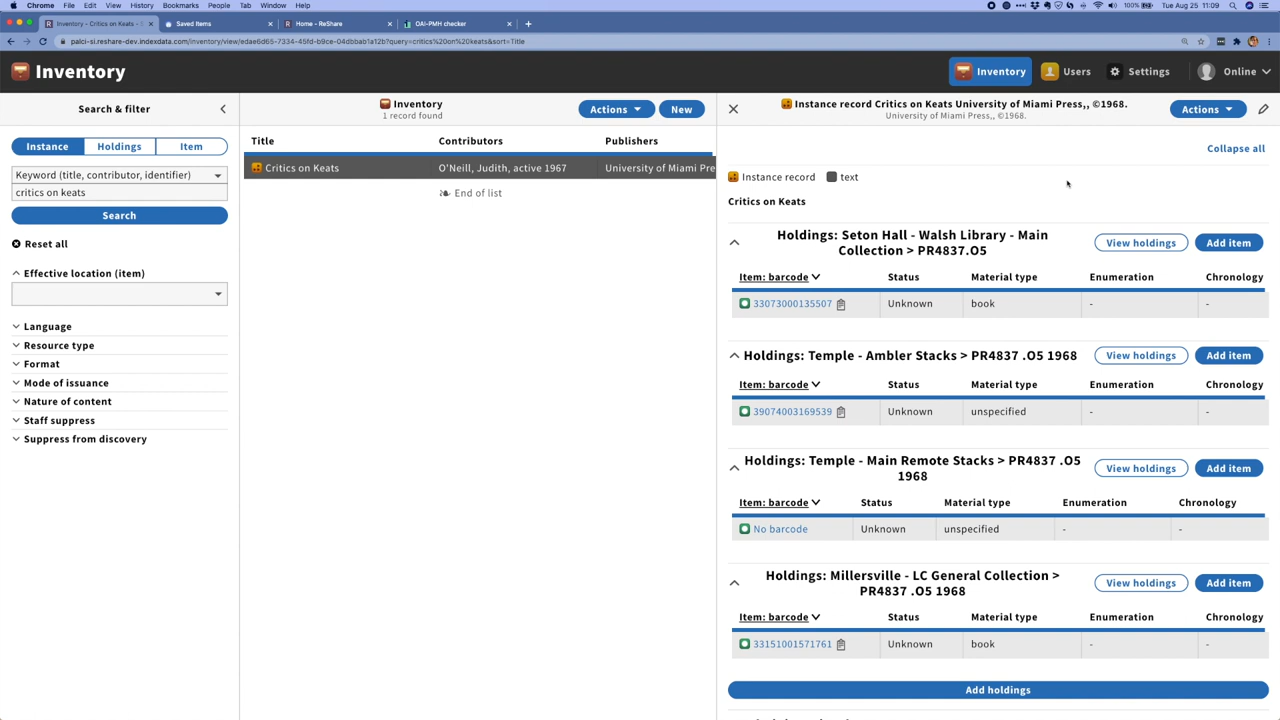 Chrome File Edit View History Bookmarks People Tab Window Help
100% Tue Aug 25 11:09
Inventory - Critics on Keats - S
Saved Items
Home - ReShare
OAI-PMH checker
palci-si.reshare-dev.indexdata.com/inventory/view/edae6d65-7334-45fd-b9ce-04dbbab1a12b?query=critics%20on%20keats&sort=Title
Inventory
Inventory
Users
Settings
Online
Search & filter
Instance Holdings Item
Keyword (title, contributor, identifier)
critics on keats
Search
Reset all
Effective location (item)
Language
Resource type
Format
Mode of issuance
Nature of content
Staff suppress
Suppress from discovery
Inventory
1 record found
Actions
New
Title Contributors Publishers
Critics on Keats O'Neill, Judith, active 1967 University of Miami Pre
End of list
Instance record Critics on Keats University of Miami Press,, ©1968.
University of Miami Press,, ©1968.
Actions
Collapse all
Instance record text
Critics on Keats
Holdings: Seton Hall - Walsh Library - Main
Collection > PR4837.O5
View holdings Add item
Item: barcode Status Material type Enumeration Chronology
33073000135507 Unknown book - -
Holdings: Temple - Ambler Stacks > PR4837 .O5 1968
View holdings Add item
Item: barcode Status Material type Enumeration Chronology
39074003169539 Unknown unspecified - -
Holdings: Temple - Main Remote Stacks > PR4837 .O5
1968
View holdings Add item
Item: barcode Status Material type Enumeration Chronology
No barcode Unknown unspecified - -
Holdings: Millersville - LC General Collection >
PR4837 .O5 1968
View holdings Add item
Item: barcode Status Material type Enumeration Chronology
33151001571761 Unknown book - -
Add holdings